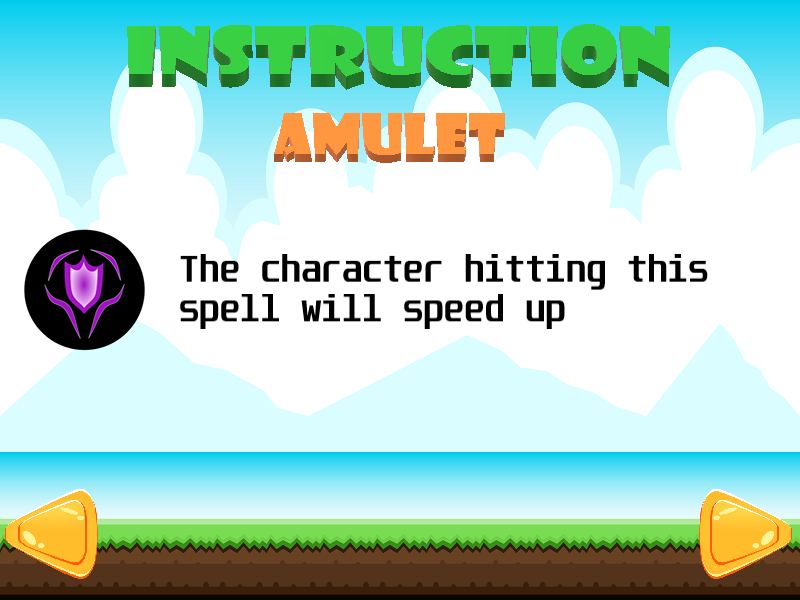 INSTRUCTION
AMULET
The character hitting this
spell will speed up